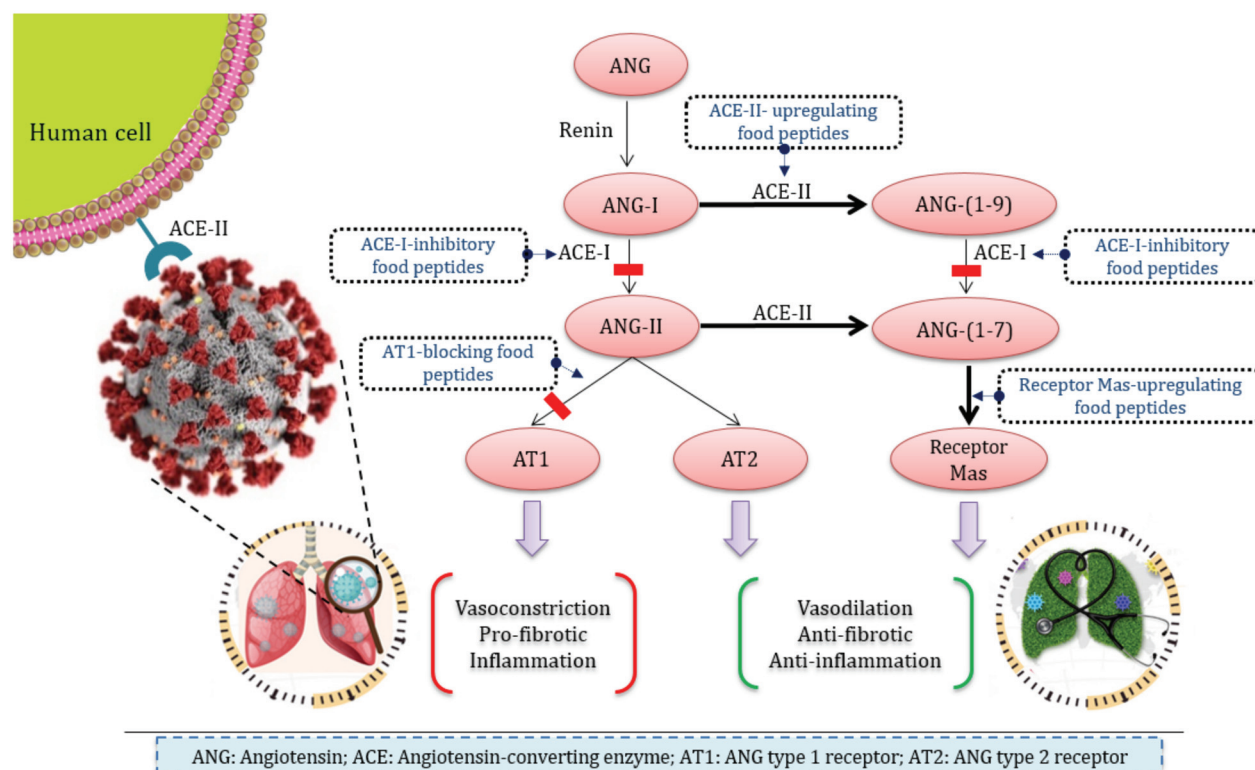 Human cell
ACE-II
ANG
Renin
ACE-II- upregulating
food peptides
ANG-I
ACE-II
ANG-(1-9)
ACE-I-inhibitory
food peptides
ACE-I
ACE-I
ACE-I-inhibitory
food peptides
ANG-II
ACE-II
ANG-(1-7)
AT1-blocking food
peptides
Receptor Mas-upregulating
food peptides
AT1
AT2
Receptor
Mas
Vasoconstriction
Pro-fibrotic
Inflammation
Vasodilation
Anti-fibrotic
Anti-inflammation
ANG: Angiotensin; ACE: Angiotensin-converting enzyme; AT1: ANG type 1 receptor; AT2: ANG type 2 receptor